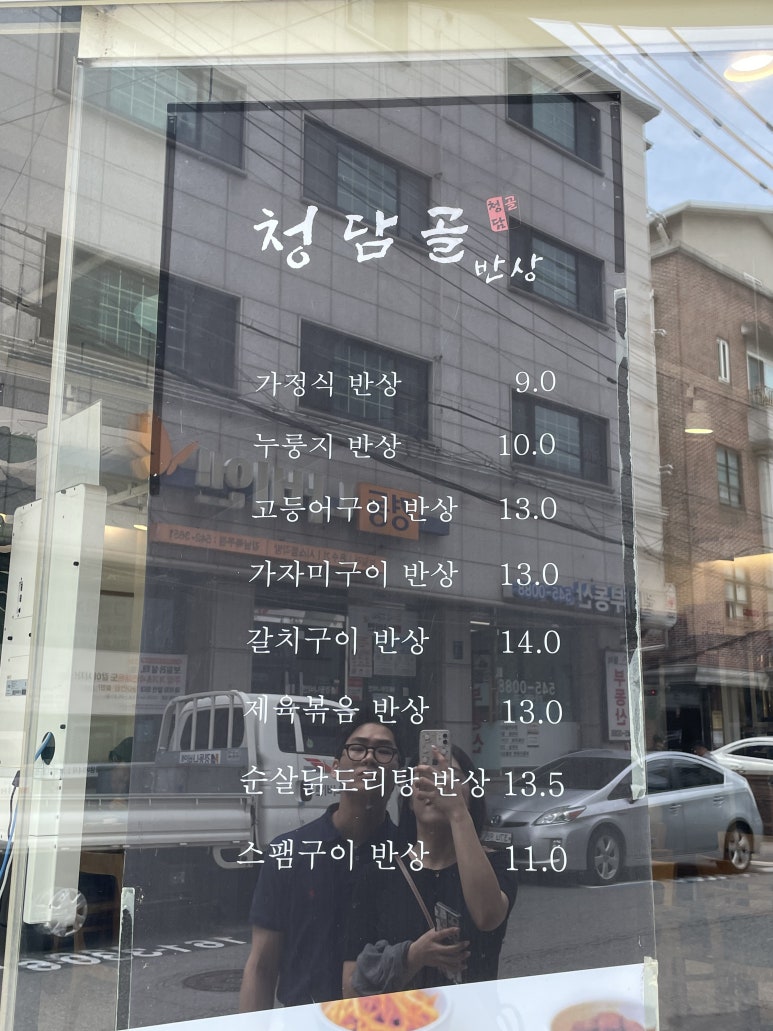 청담골
청담골
반상
가정식 반상 9.0
누룽지 반상 10.0
고등어구이 반상 13.0
가자미구이 반상 13.0
갈치구이 반상 14.0
제육볶음 반상 13.0
순살닭도리탕 반상 13.5
스팸구이 반상 11.0